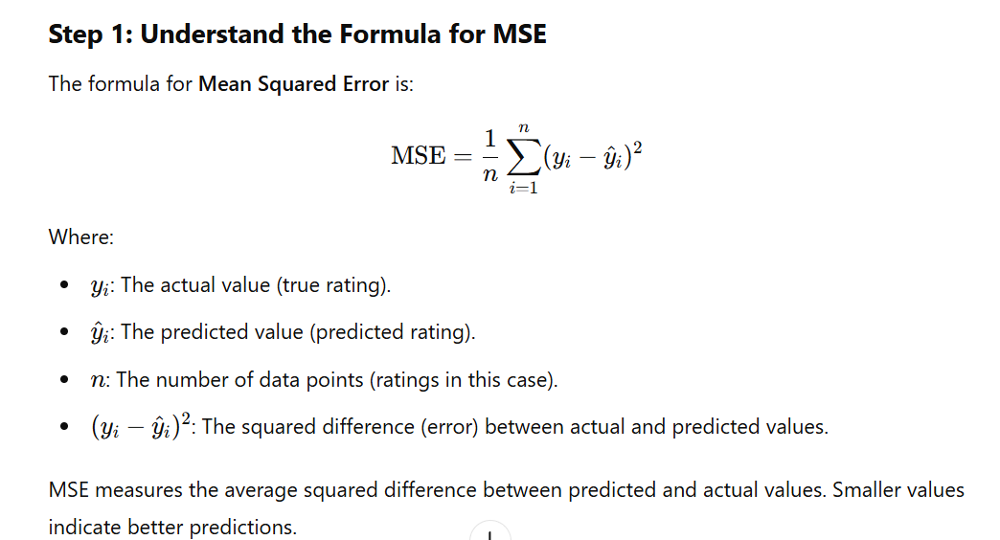 Step 1: Understand the Formula for MSE
The formula for Mean Squared Error is:
MSE = \frac{1}{n} \sum_{i=1}^{n} (y_i - \hat{y}_i)^2
Where:
• y_i: The actual value (true rating).
• \hat{y}_i: The predicted value (predicted rating).
• n: The number of data points (ratings in this case).
• (y_i - \hat{y}_i)^2: The squared difference (error) between actual and predicted values.
MSE measures the average squared difference between predicted and actual values. Smaller values
indicate better predictions.